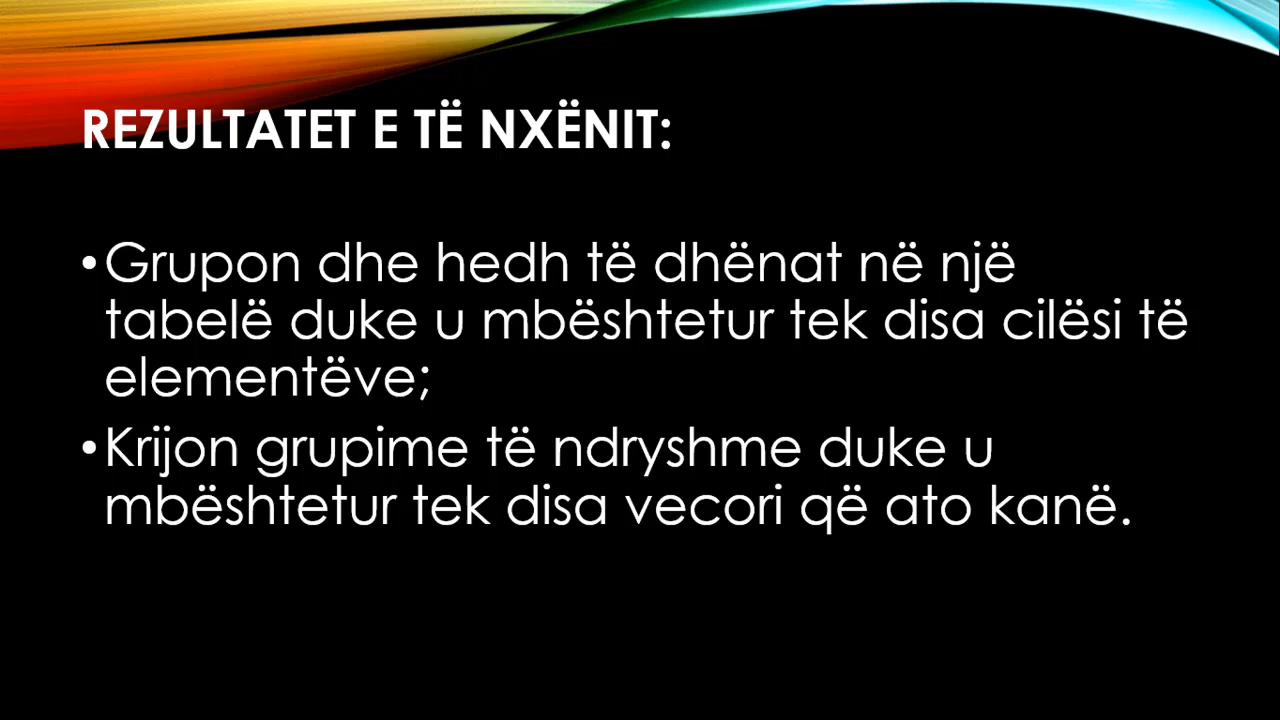 REZULTATET E TË NXËNIT:
•Grupon dhe hedh të dhënat në një
tabelë duke u mbështetur tek disa cilësi të
elementëve;
•Krijon grupime të ndryshme duke u
mbështetur tek disa vecori që ato kanë.